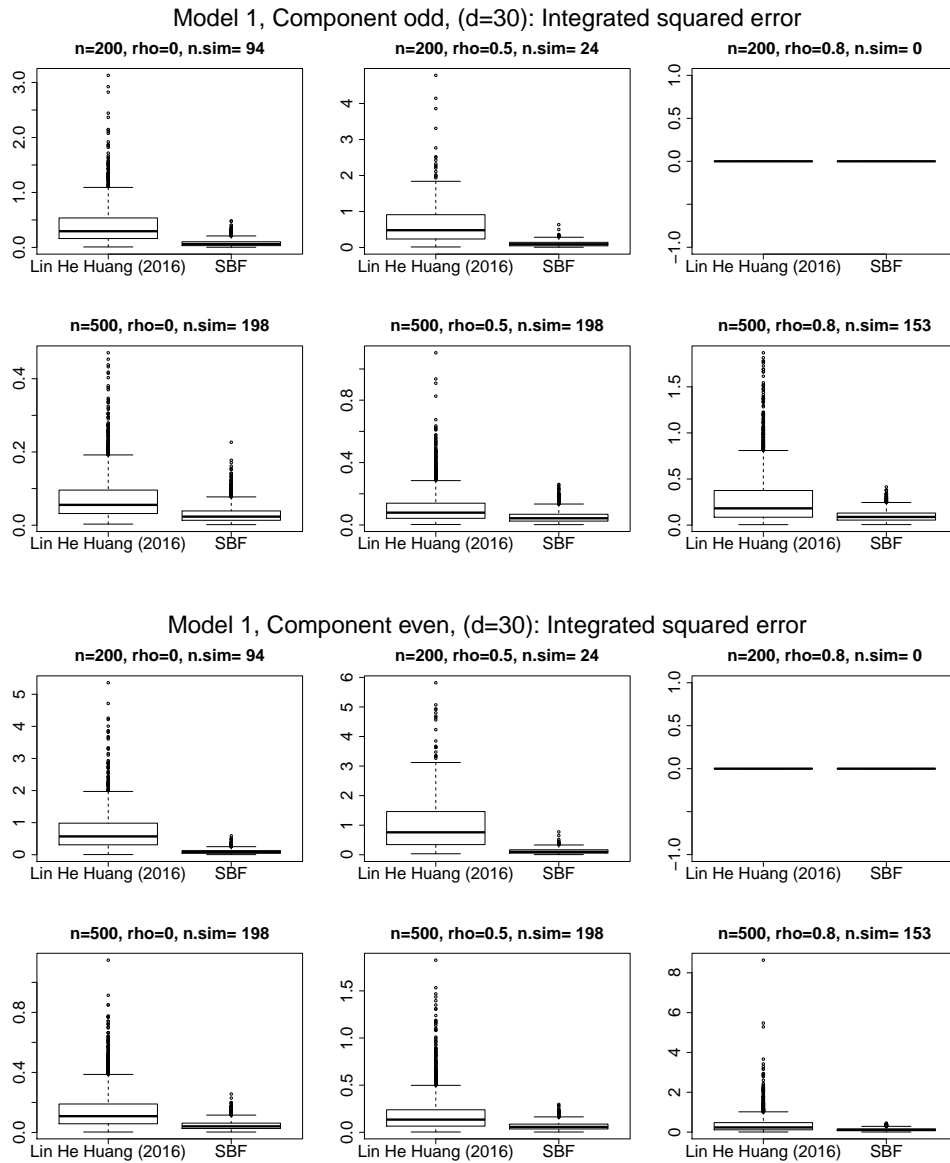 Model 1, Component odd, (d=30): Integrated squared error
n=200, rho=0, n.sim= 94
n=200, rho=0.5, n.sim= 24
n=200, rho=0.8, n.sim= 0
0.0 1.0 2.0 3.0
0 1 2 3 4
−1.0 0.0 0.5 1.0
Lin He Huang (2016) SBF
Lin He Huang (2016) SBF
Lin He Huang (2016) SBF
n=500, rho=0, n.sim= 198
n=500, rho=0.5, n.sim= 198
n=500, rho=0.8, n.sim= 153
0.0 0.2 0.4
0.0 0.4 0.8
0.0 0.5 1.0 1.5
Lin He Huang (2016) SBF
Lin He Huang (2016) SBF
Lin He Huang (2016) SBF
Model 1, Component even, (d=30): Integrated squared error
n=200, rho=0, n.sim= 94
n=200, rho=0.5, n.sim= 24
n=200, rho=0.8, n.sim= 0
0 1 2 3 4 5
0 1 2 3 4 5 6
−1.0 0.0 0.5 1.0
Lin He Huang (2016) SBF
Lin He Huang (2016) SBF
Lin He Huang (2016) SBF
n=500, rho=0, n.sim= 198
n=500, rho=0.5, n.sim= 198
n=500, rho=0.8, n.sim= 153
0.0 0.4 0.8
0.0 0.5 1.0 1.5
0 2 4 6 8
Lin He Huang (2016) SBF
Lin He Huang (2016) SBF
Lin He Huang (2016) SBF